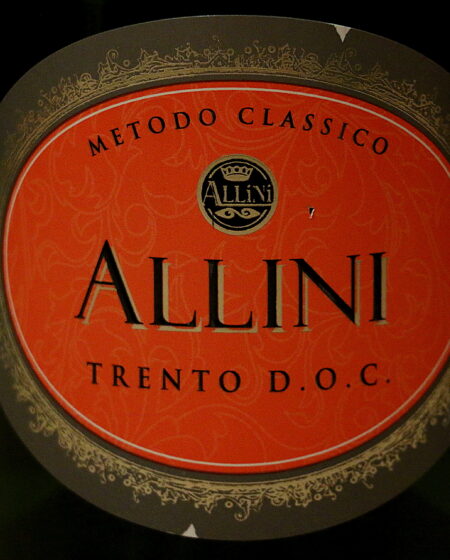 METODO CLASSICO
ALLiNi
ALLINI
TRENTO D.O.C.